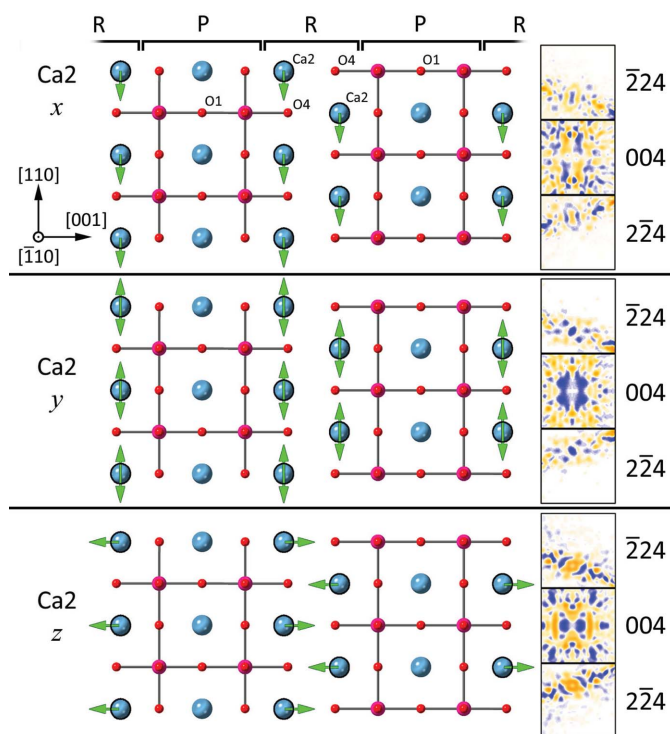 R P R P R
Ca2
x
Ca2
O1
O4
O4
O1
Ca2
[110]
[001]
[1̅10]
2̅24
004
22̅4
Ca2
y
2̅24
004
22̅4
Ca2
z
2̅24
004
22̅4